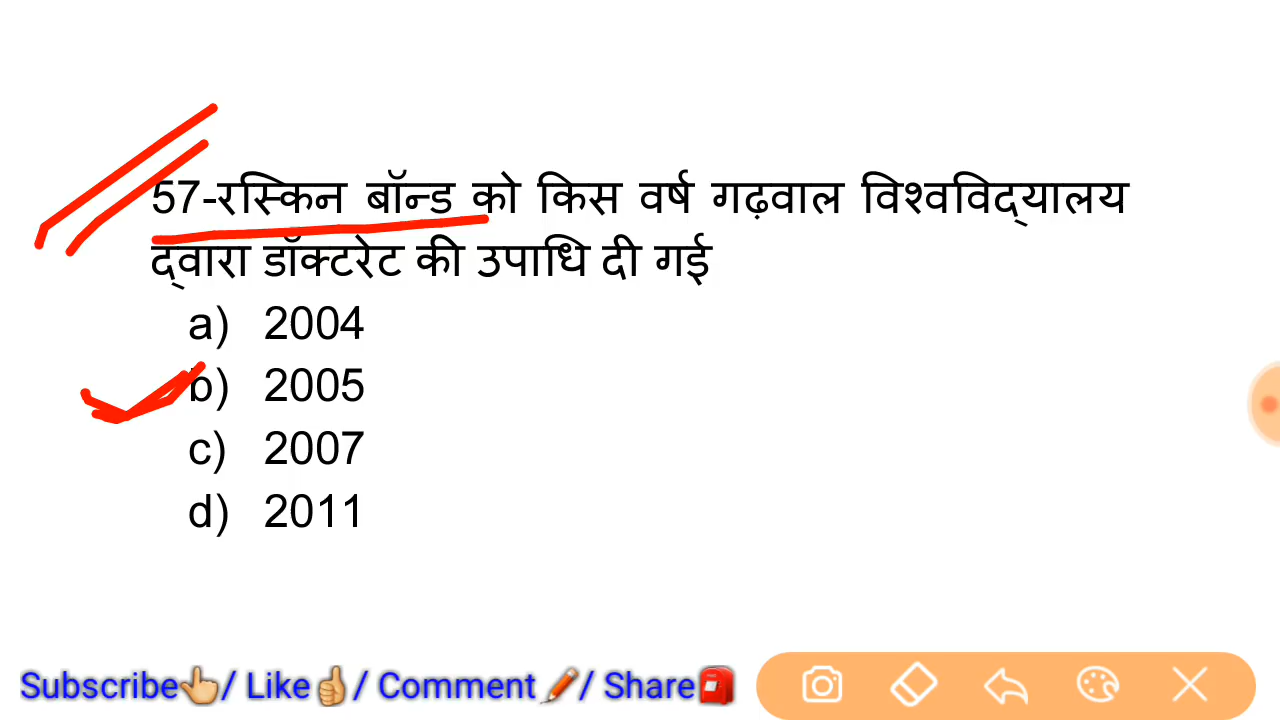 57-रस्किन बॉन्ड को किस वर्ष गढ़वाल विश्वविद्यालय
द्वारा डॉक्टरेट की उपाधि दी गई
a) 2004
b) 2005
c) 2007
d) 2011
Subscribe👆/ Like👍/ Comment 🖍/ Share📮